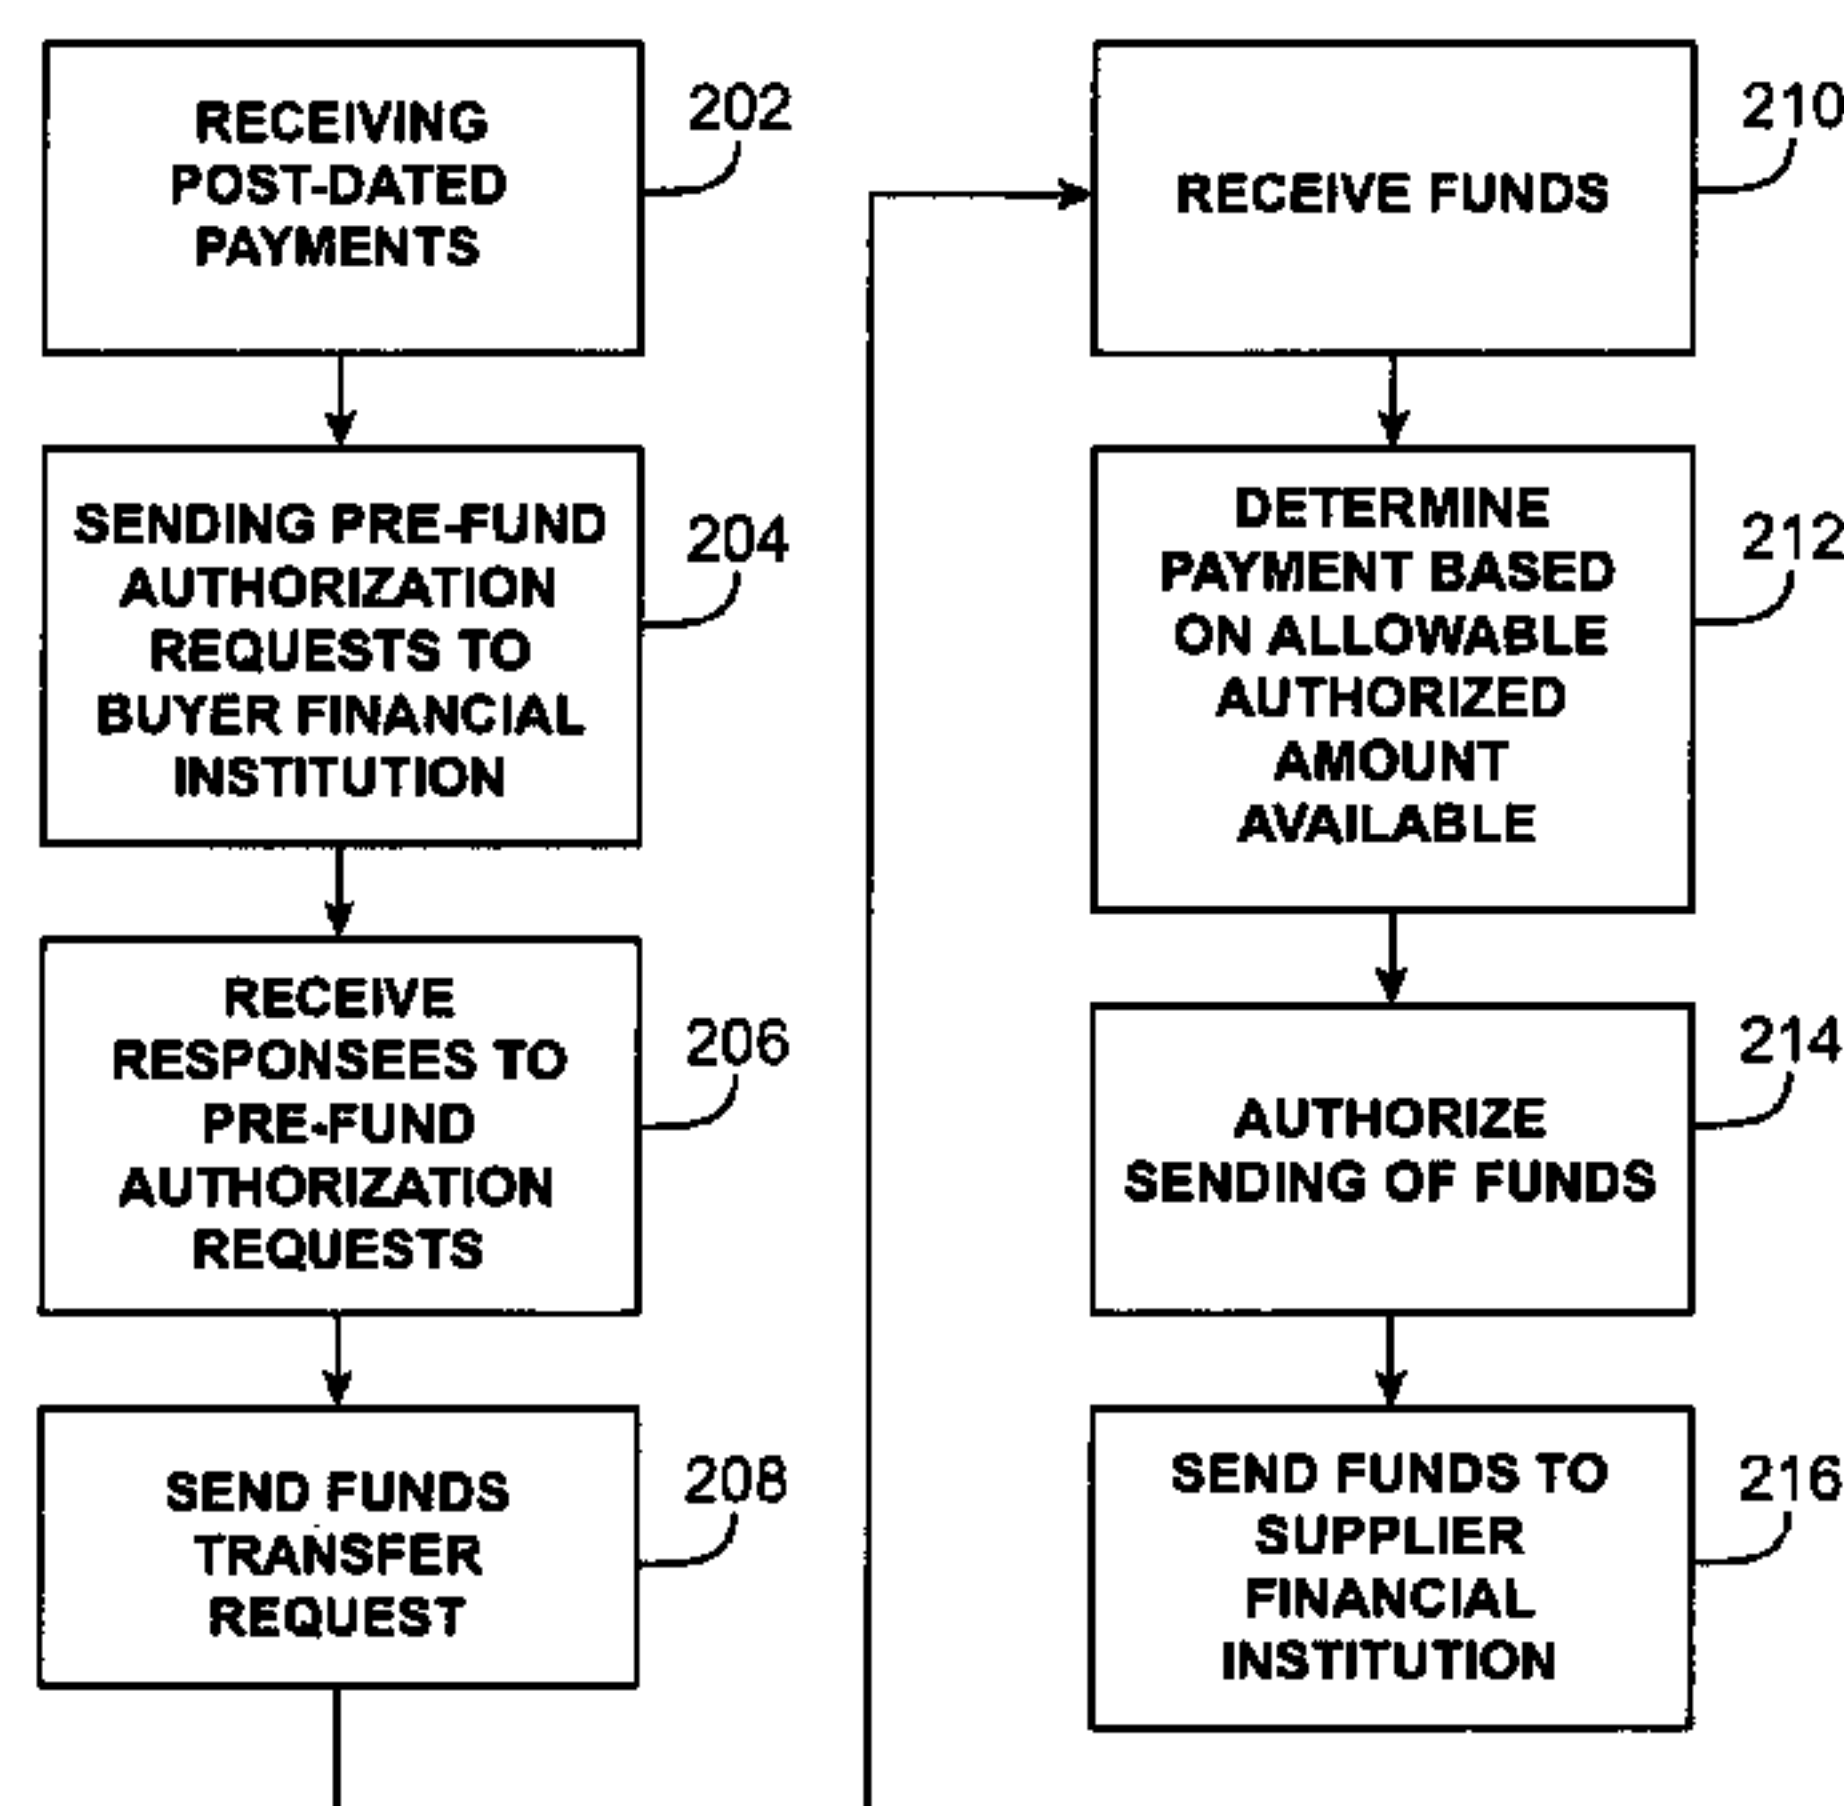 RECEIVING
POST-DATED
PAYMENTS
202
SENDING PRE-FUND
AUTHORIZATION
REQUESTS TO
BUYER FINANCIAL
INSTITUTION
204
RECEIVE
RESPONSEES TO
PRE-FUND
AUTHORIZATION
REQUESTS
206
SEND FUNDS
TRANSFER
REQUEST
208
RECEIVE FUNDS
210
DETERMINE
PAYMENT BASED
ON ALLOWABLE
AUTHORIZED
AMOUNT
AVAILABLE
212
AUTHORIZE
SENDING OF FUNDS
214
SEND FUNDS TO
SUPPLIER
FINANCIAL
INSTITUTION
216